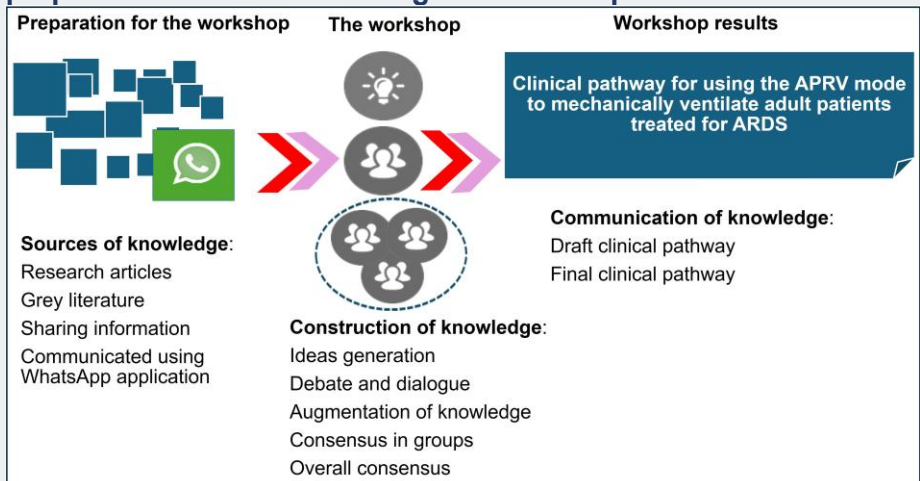 Preparation for the workshop
Sources of knowledge:
Research articles
Grey literature
Sharing information
Communicated using
WhatsApp application
The workshop
Construction of knowledge:
Ideas generation
Debate and dialogue
Augmentation of knowledge
Consensus in groups
Overall consensus
Workshop results
Clinical pathway for using the APRV mode
to mechanically ventilate adult patients
treated for ARDS
Communication of knowledge:
Draft clinical pathway
Final clinical pathway